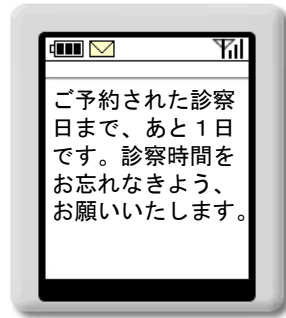 ご予約された診察
日まで、あと１日
です。診察時間を
お忘れなきよう、
お願いいたします。